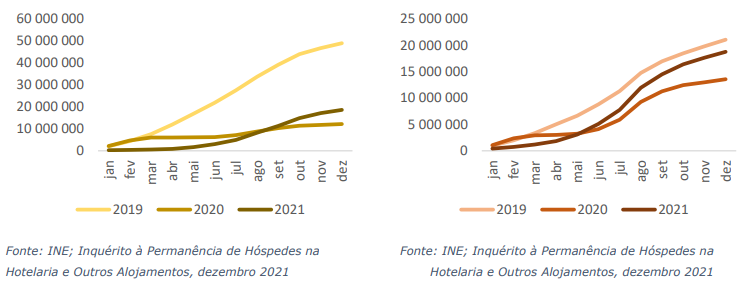 60 000 000
50 000 000
40 000 000
30 000 000
20 000 000
10 000 000
0
jan fev mar abr mai jun jul ago set out nov dez
2019 2020 2021
Fonte: INE; Inquérito à Permanência de Hóspedes na
Hotelaria e Outros Alojamentos, dezembro 2021
25 000 000
20 000 000
15 000 000
10 000 000
5 000 000
0
jan fev mar abr mai jun jul ago set out nov dez
2019 2020 2021
Fonte: INE; Inquérito à Permanência de Hóspedes na
Hotelaria e Outros Alojamentos, dezembro 2021